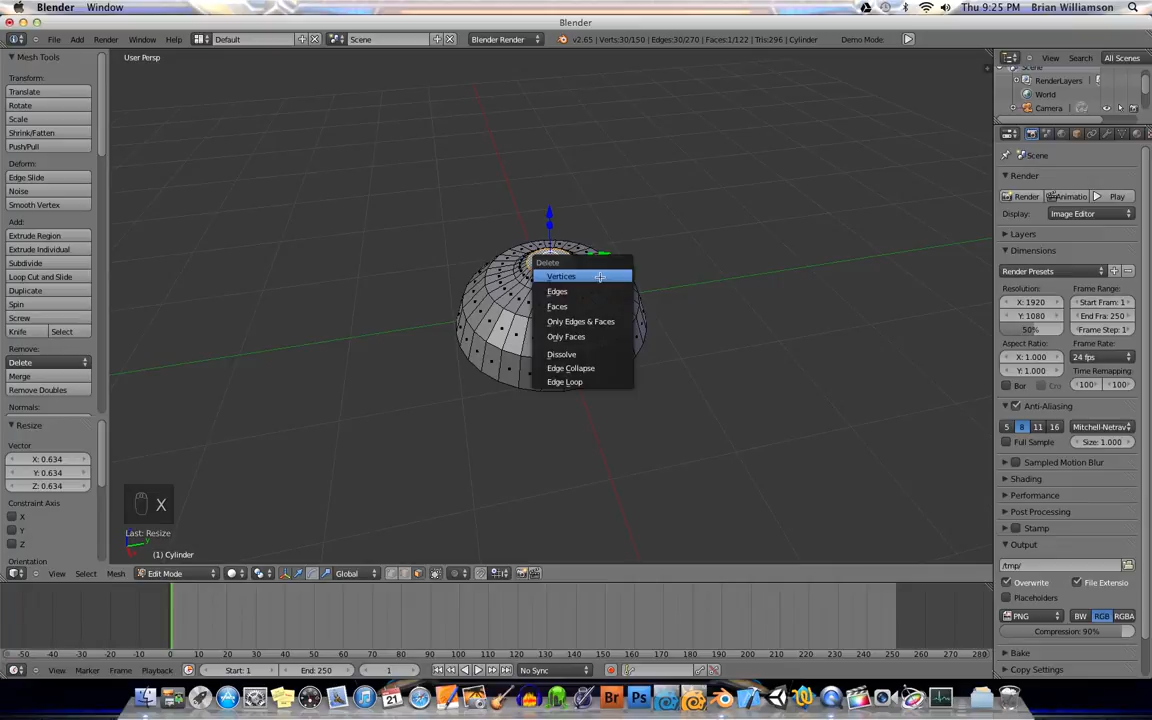 Blender Window Thu 9:25 PM Brian Williamson
Blender
File Add Render Window Help Default Scene Blender Render v2.65 | Verts:30/150 | Edges:30/270 | Faces:1/122 | Tris:296 | Cylinder Demo Mode: View Search All Scenes
Mesh Tools
Transform:
Translate
Rotate
Scale
Shrink/Fatten
Push/Pull
Deform:
Edge Slide
Noise
Smooth Vertex
Add:
Extrude Region
Extrude Individual
Subdivide
Loop Cut and Slide
Duplicate
Spin
Screw
Knife Select
Remove:
Delete
Merge
Remove Doubles
Normals:
Resize
Vector
X: 0.634
Y: 0.634
Z: 0.634
Constraint Axis
X
Y
Z
Orientation
User Persp
Delete
Vertices
Edges
Faces
Only Edges & Faces
Only Faces
Dissolve
Edge Collapse
Edge Loop
X
Last: Resize
(1) Cylinder
View Select Mesh Edit Mode Global
-50 -40 -30 -20 -10 0 10 20 30 40 50 60 70 80 90 100 110 120 130 140 150 160 170 180 190 200 210 220 230 240 250 260 270 280
View Marker Frame Playback Start: 1 End: 250 1 No Sync
Scene
RenderLayers
World
Camera
Scene
Render
Render Animatio Play
Display: Image Editor
Layers
Dimensions
Render Presets
Resolution: Frame Range:
X: 1920 Start Fram: 1
Y: 1080 End Fra: 250
50% Frame Step: 1
Aspect Ratio: Frame Rate:
X: 1.000 24 fps
Y: 1.000 Time Remapping:
Bor 100 100
Anti-Aliasing
5 8 11 16 Mitchell-Netrav
Full Sample Size: 1.000
Sampled Motion Blur
Shading
Performance
Post Processing
Stamp
Output
/tmp/
Overwrite File Extensio
Placeholders
PNG BW RGB RGBA
Compression: 90%
Bake
Copy Settings